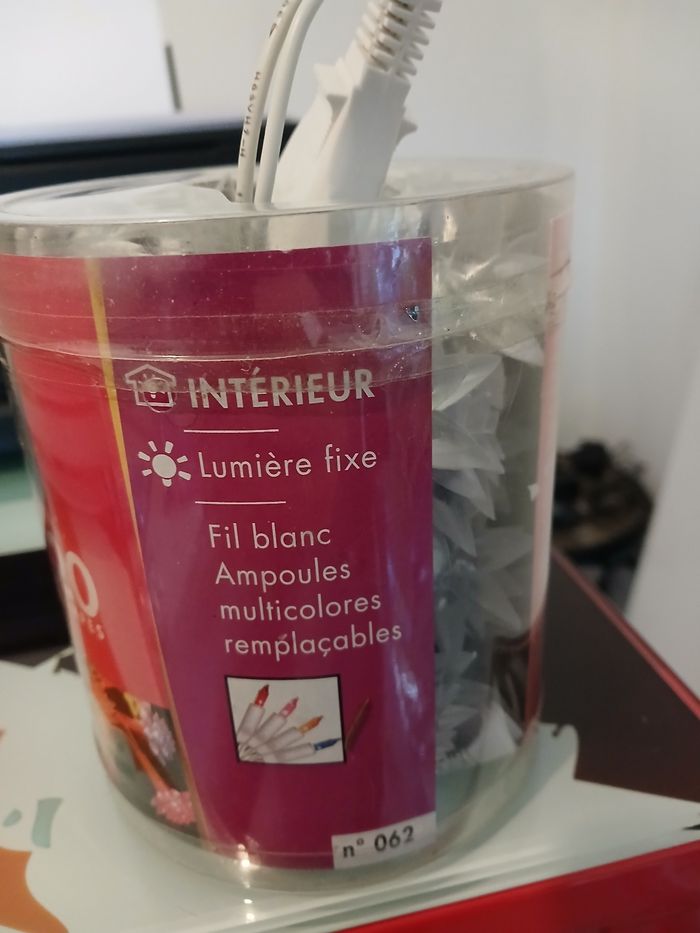 INTÉRIEUR
Lumière fixe
Fil blanc
Ampoules
multicolores
remplaçables
n° 062